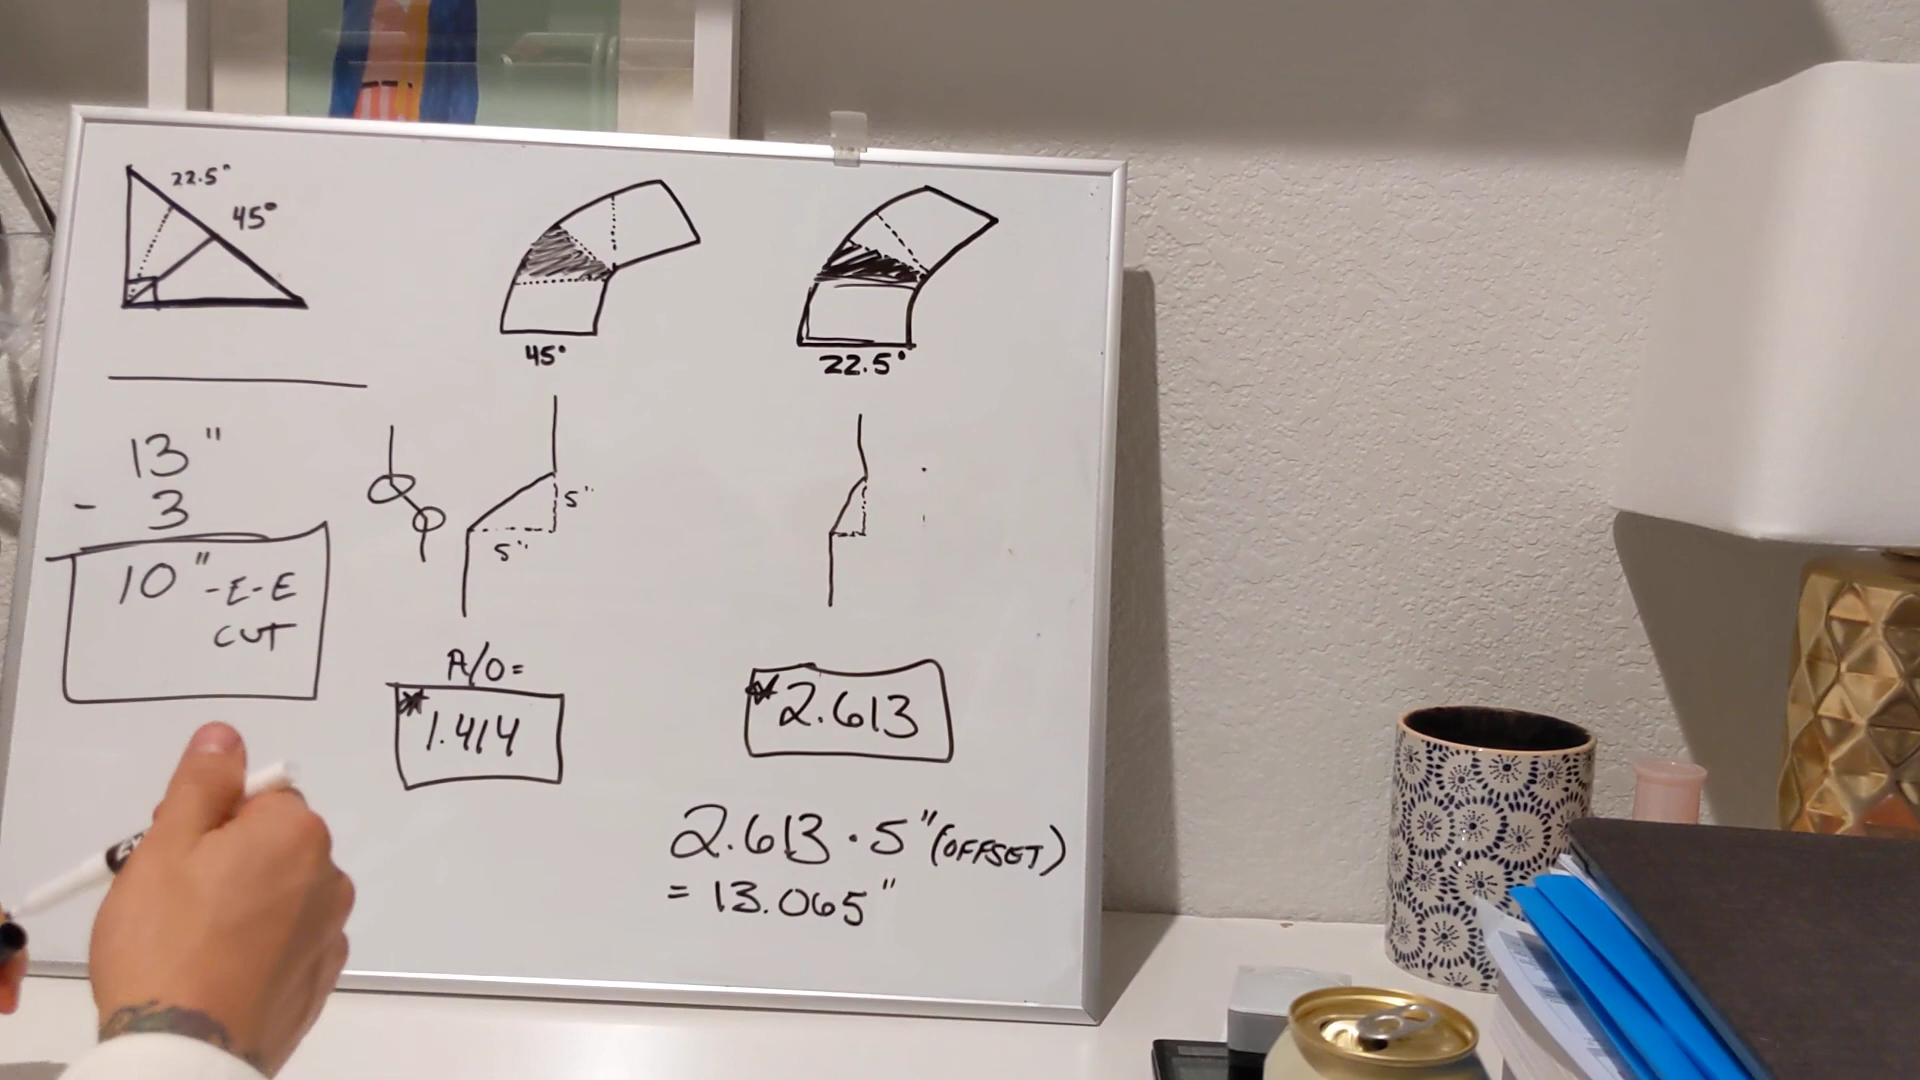 22.5°
45°
45°
22.5°
13"
- 3
10" -E-E
CUT
5"
5"
A/O=
*1.414
*2.613
2.613 · 5" (OFFSET)
= 13.065"